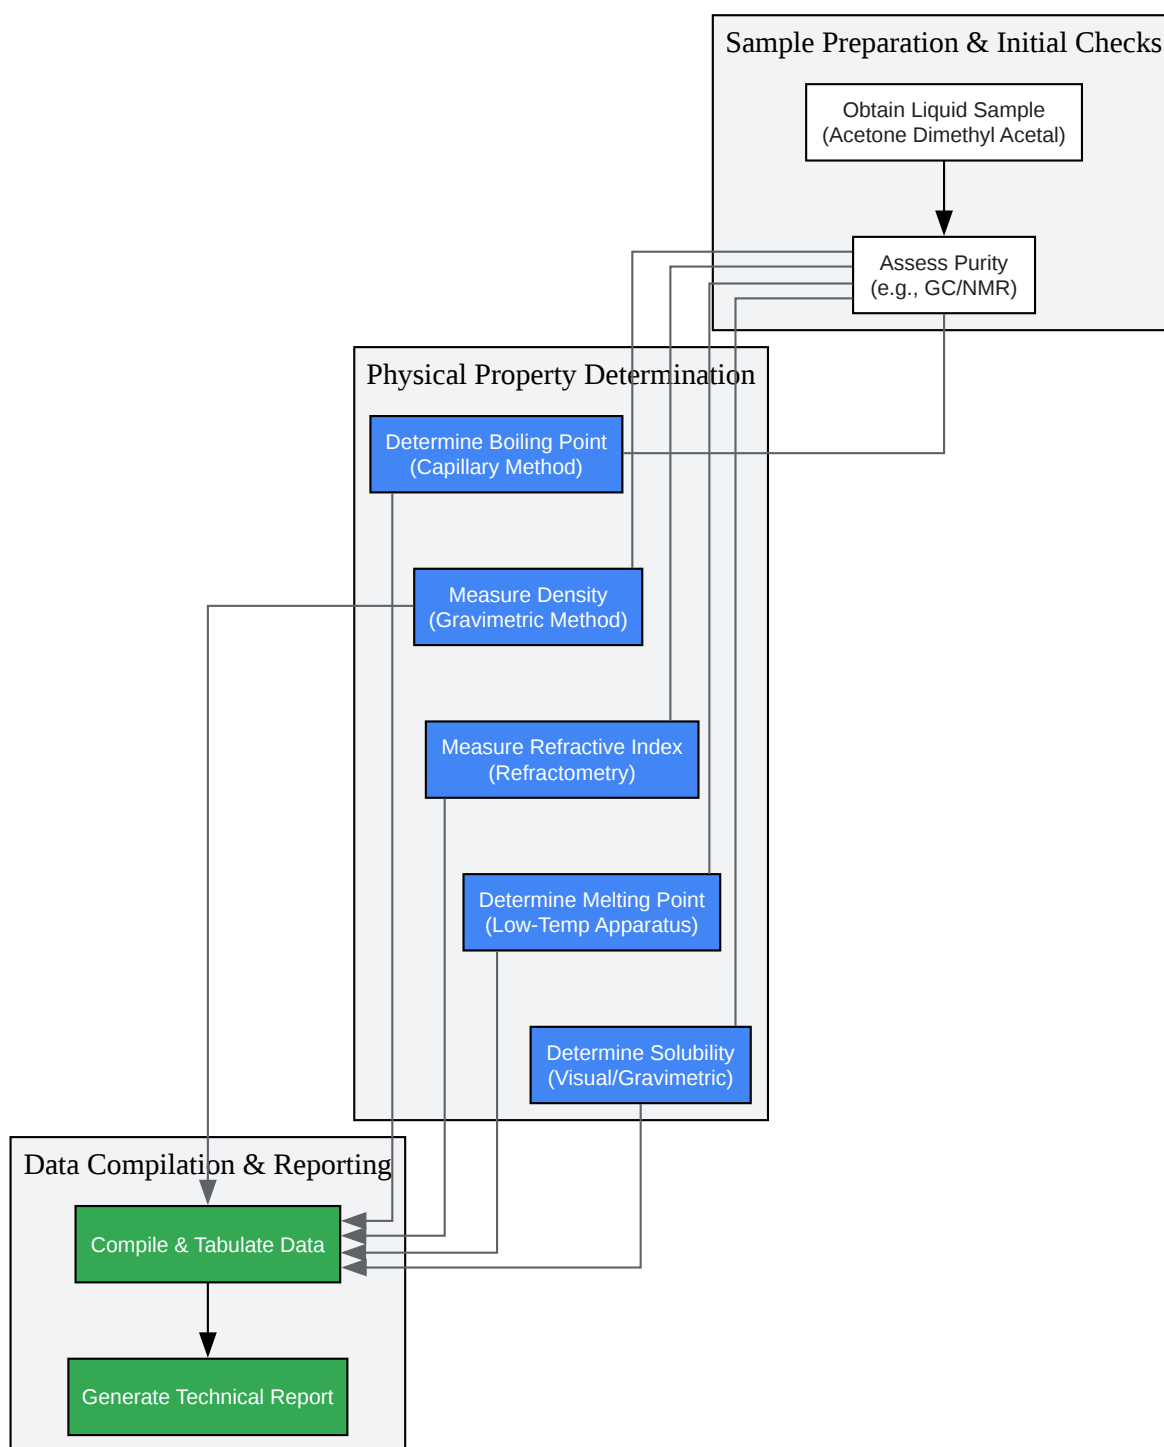 Sample Preparation & Initial Checks
Obtain Liquid Sample
(Acetone Dimethyl Acetal)
Assess Purity
(e.g., GC/NMR)
Physical Property Determination
Determine Boiling Point
(Capillary Method)
Measure Density
(Gravimetric Method)
Measure Refractive Index
(Refractometry)
Determine Melting Point
(Low-Temp Apparatus)
Determine Solubility
(Visual/Gravimetric)
Data Compilation & Reporting
Compile & Tabulate Data
Generate Technical Report